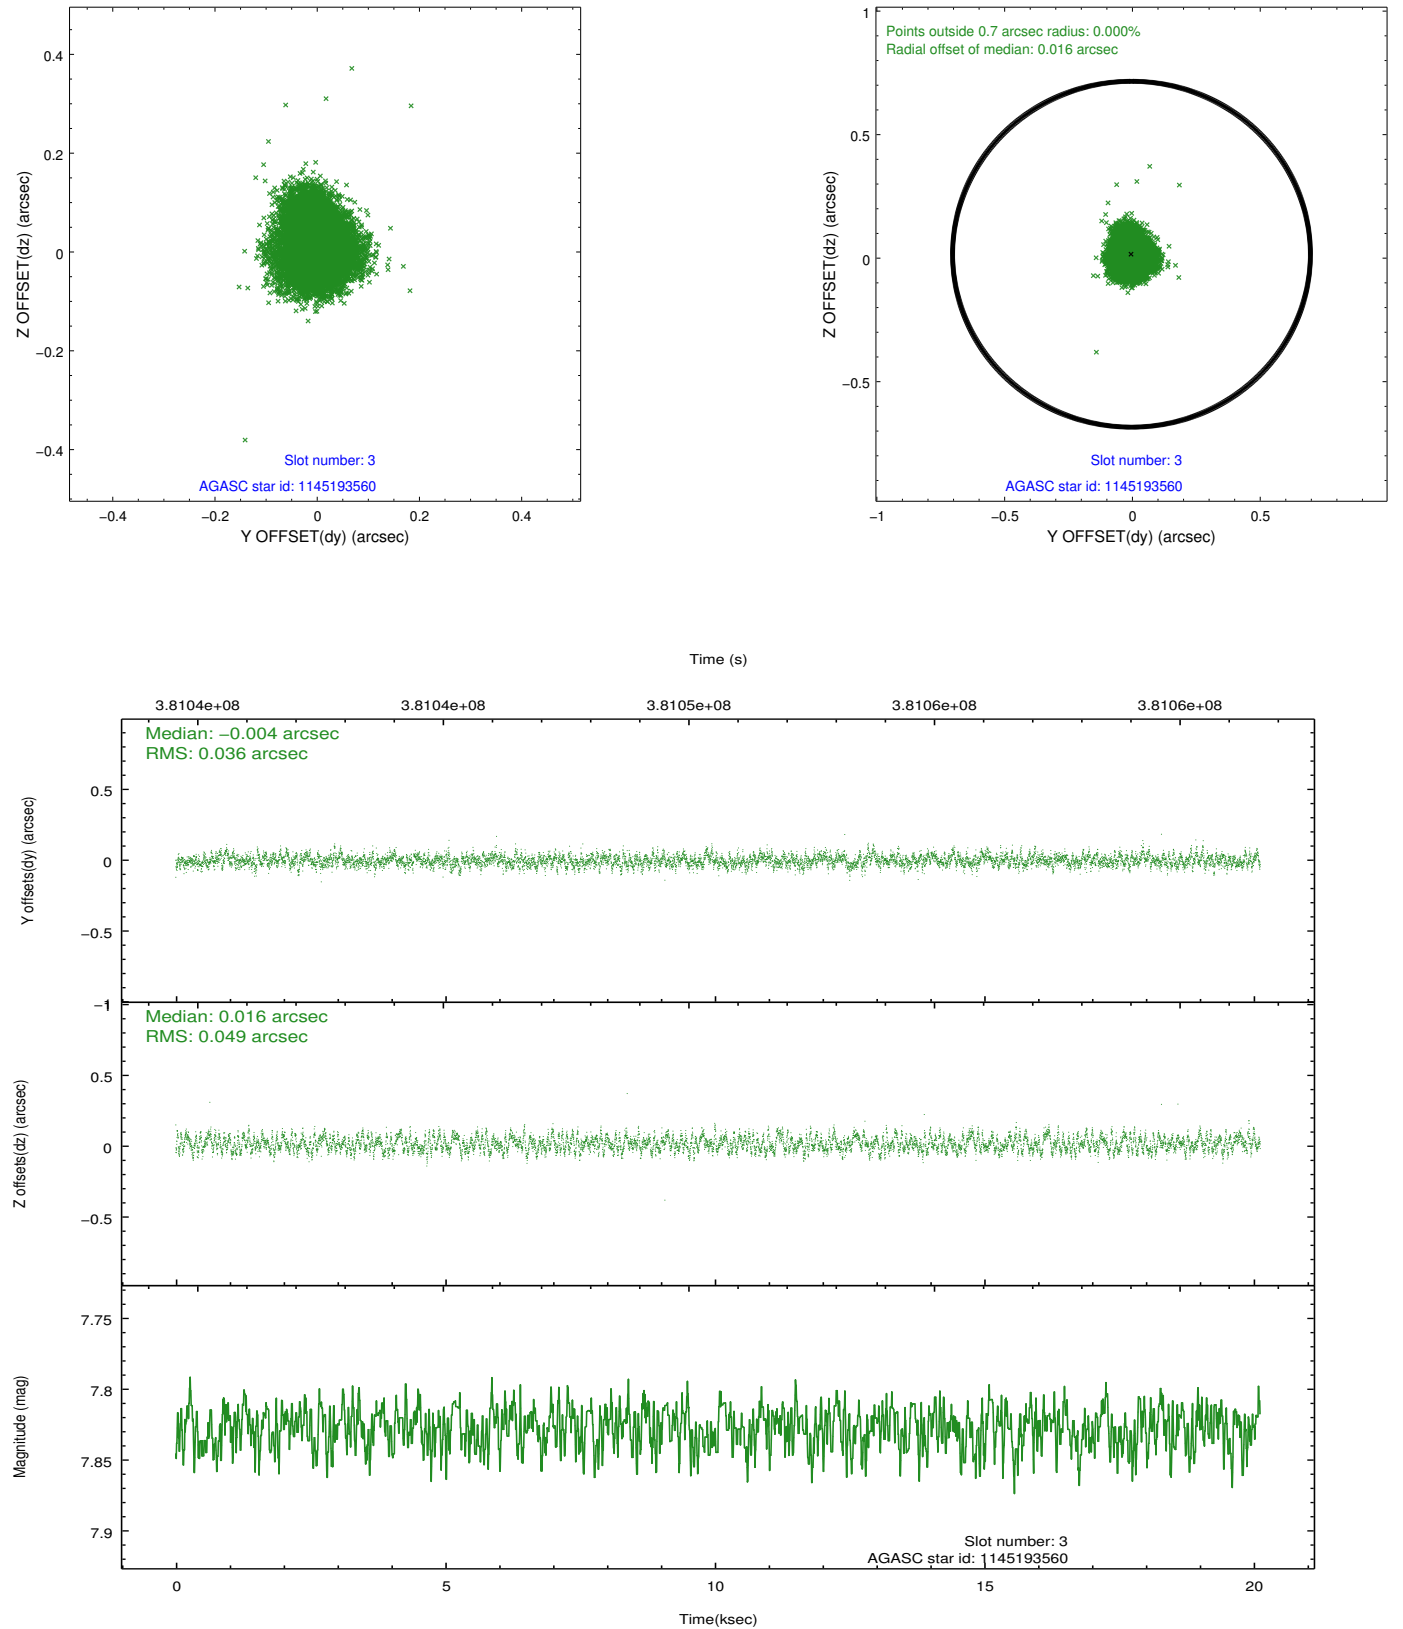 0.4
0.2
0
−0.2
−0.4
Z OFFSET(dz) (arcsec)
Slot number: 3
AGASC star id: 1145193560
−0.4
−0.2
0
0.2
0.4
Y OFFSET(dy) (arcsec)
1
0.5
0
−0.5
Z OFFSET(dz) (arcsec)
Points outside 0.7 arcsec radius: 0.000%
Radial offset of median: 0.016 arcsec
Slot number: 3
AGASC star id: 1145193560
−1
−0.5
0
0.5
Y OFFSET(dy) (arcsec)
Time (s)
3.8104e+08
3.8104e+08
3.8105e+08
3.8106e+08
3.8106e+08
Median: −0.004 arcsec
RMS: 0.036 arcsec
0.5
0
−0.5
−1
Y offsets(dy) (arcsec)
Median: 0.016 arcsec
RMS: 0.049 arcsec
1
0.5
0
−0.5
Z offsets(dz) (arcsec)
7.75
7.8
7.85
7.9
Magnitude (mag)
Slot number: 3
AGASC star id: 1145193560
0
5
10
15
20
Time(ksec)